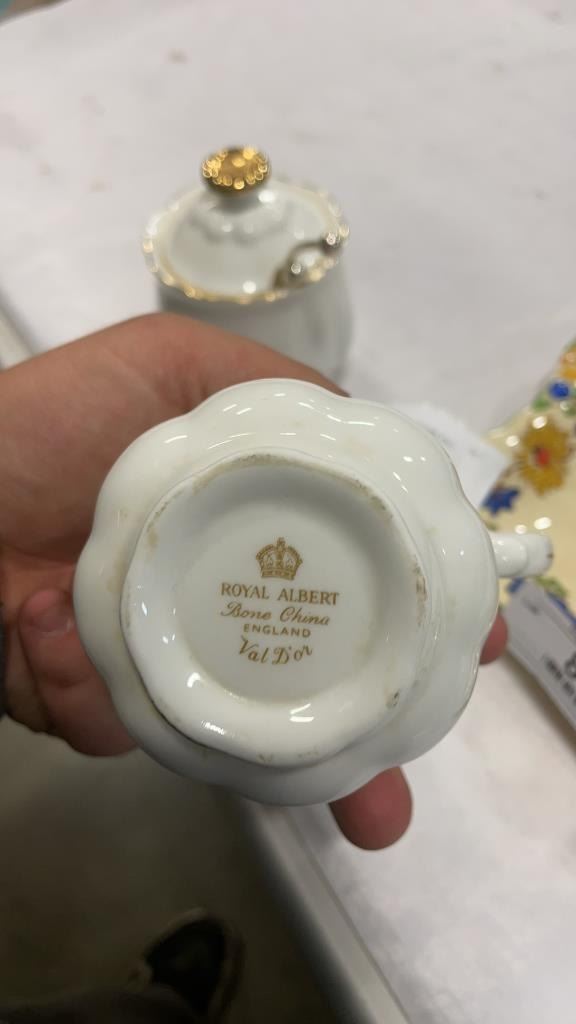 ROYAL ALBERT
Bone China
ENGLAND
Val D'or